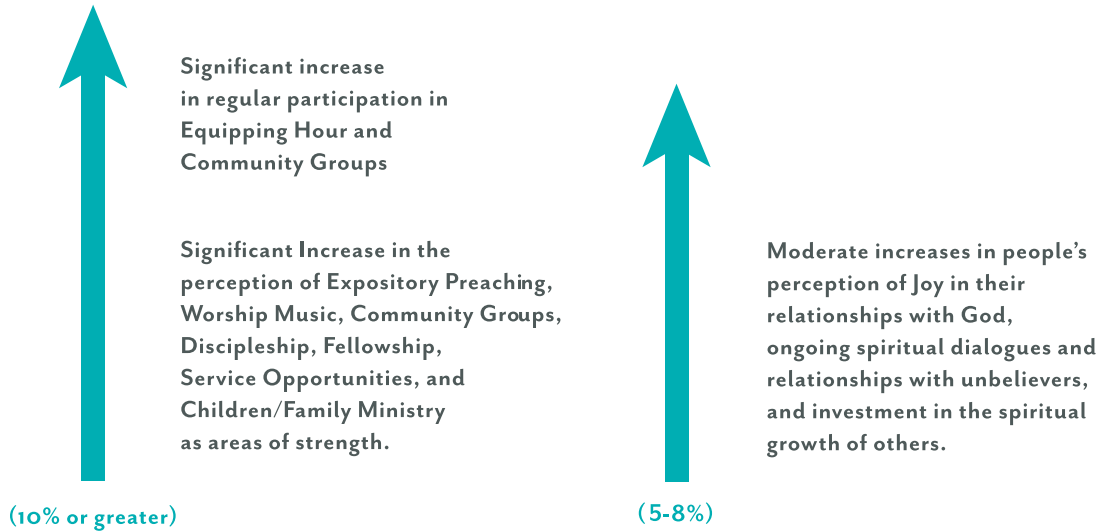 Significant increase
in regular participation in
Equipping Hour and
Community Groups
Significant Increase in the
perception of Expository Preaching,
Worship Music, Community Groups,
Discipleship, Fellowship,
Service Opportunities, and
Children/Family Ministry
as areas of strength.
(10% or greater)
Moderate increases in people's
perception of Joy in their
relationships with God,
ongoing spiritual dialogues and
relationships with unbelievers,
and investment in the spiritual
growth of others.
(5-8%)